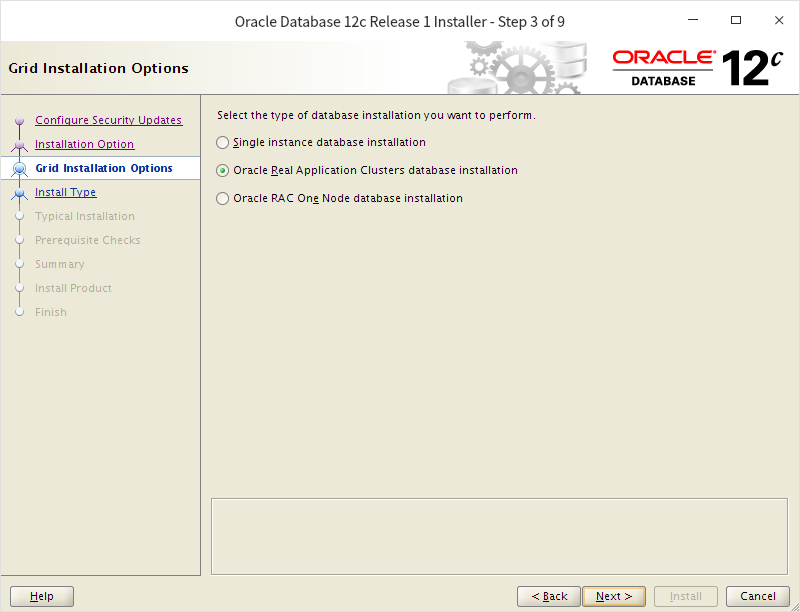 Oracle Database 12c Release 1 Installer - Step 3 of 9
Grid Installation Options
ORACLE®
DATABASE
12c
Configure Security Updates
Installation Option
Grid Installation Options
Install Type
Typical Installation
Prerequisite Checks
Summary
Install Product
Finish
Select the type of database installation you want to perform.
Single instance database installation
Oracle Real Application Clusters database installation
Oracle RAC One Node database installation
Help
< Back
Next >
Install
Cancel